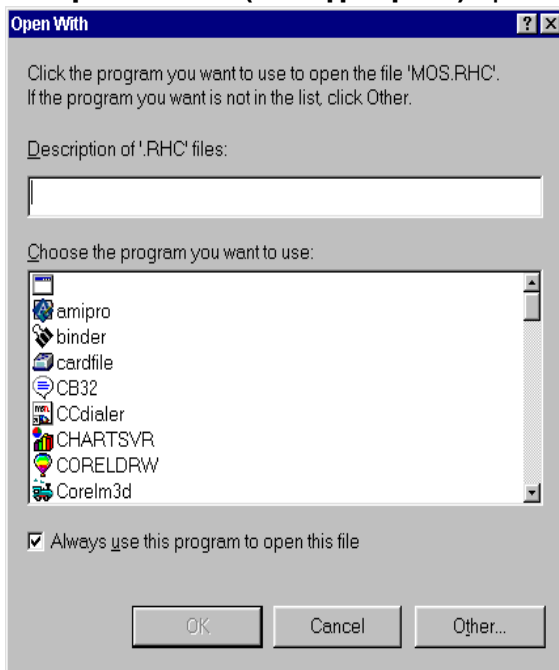 Open With
Click the program you want to use to open the file 'MOS.RHC'.
If the program you want is not in the list, click Other.
Description of '.RHC' files:
Choose the program you want to use:
amipro
binder
cardfile
CB32
CCdialer
CHARTSVR
CORELDRW
Corelm3d
Always use this program to open this file
OK
Cancel
Other...